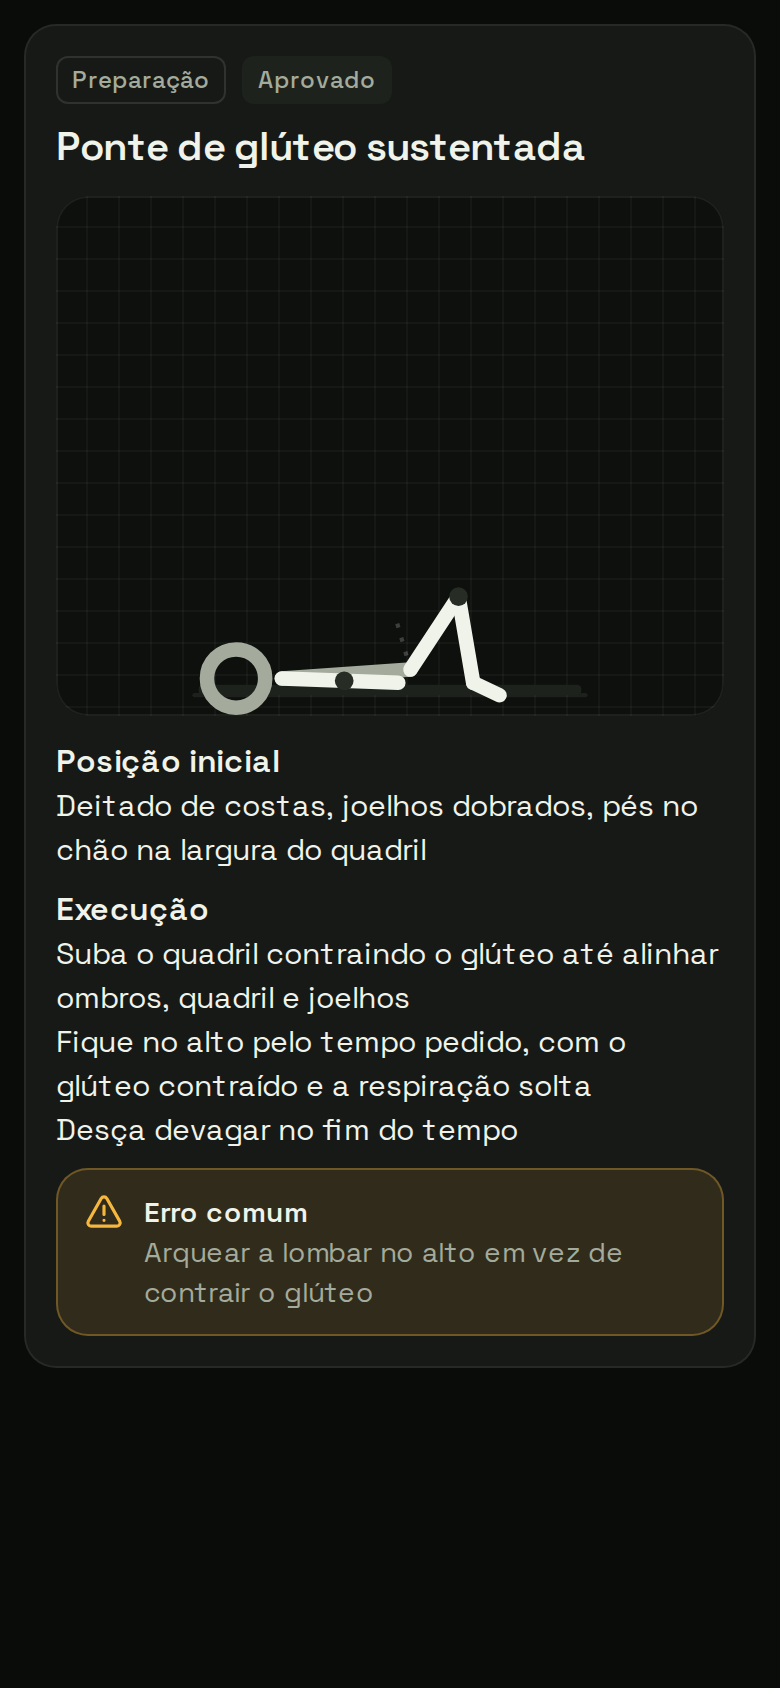 Preparação
Aprovado
Ponte de glúteo sustentada
Posição inicial
Deitado de costas, joelhos dobrados, pés no
chão na largura do quadril
Execução
Suba o quadril contraindo o glúteo até alinhar
ombros, quadril e joelhos
Fique no alto pelo tempo pedido, com o
glúteo contraído e a respiração solta
Desça devagar no fim do tempo
Erro comum
Arquear a lombar no alto em vez de
contrair o glúteo